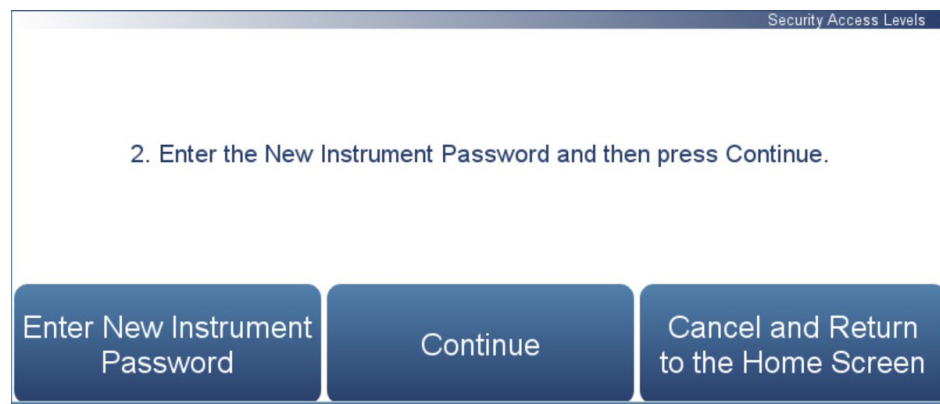 Security Access Levels
2. Enter the New Instrument Password and then press Continue.
Enter New Instrument
Password
Continue
Cancel and Return
to the Home Screen